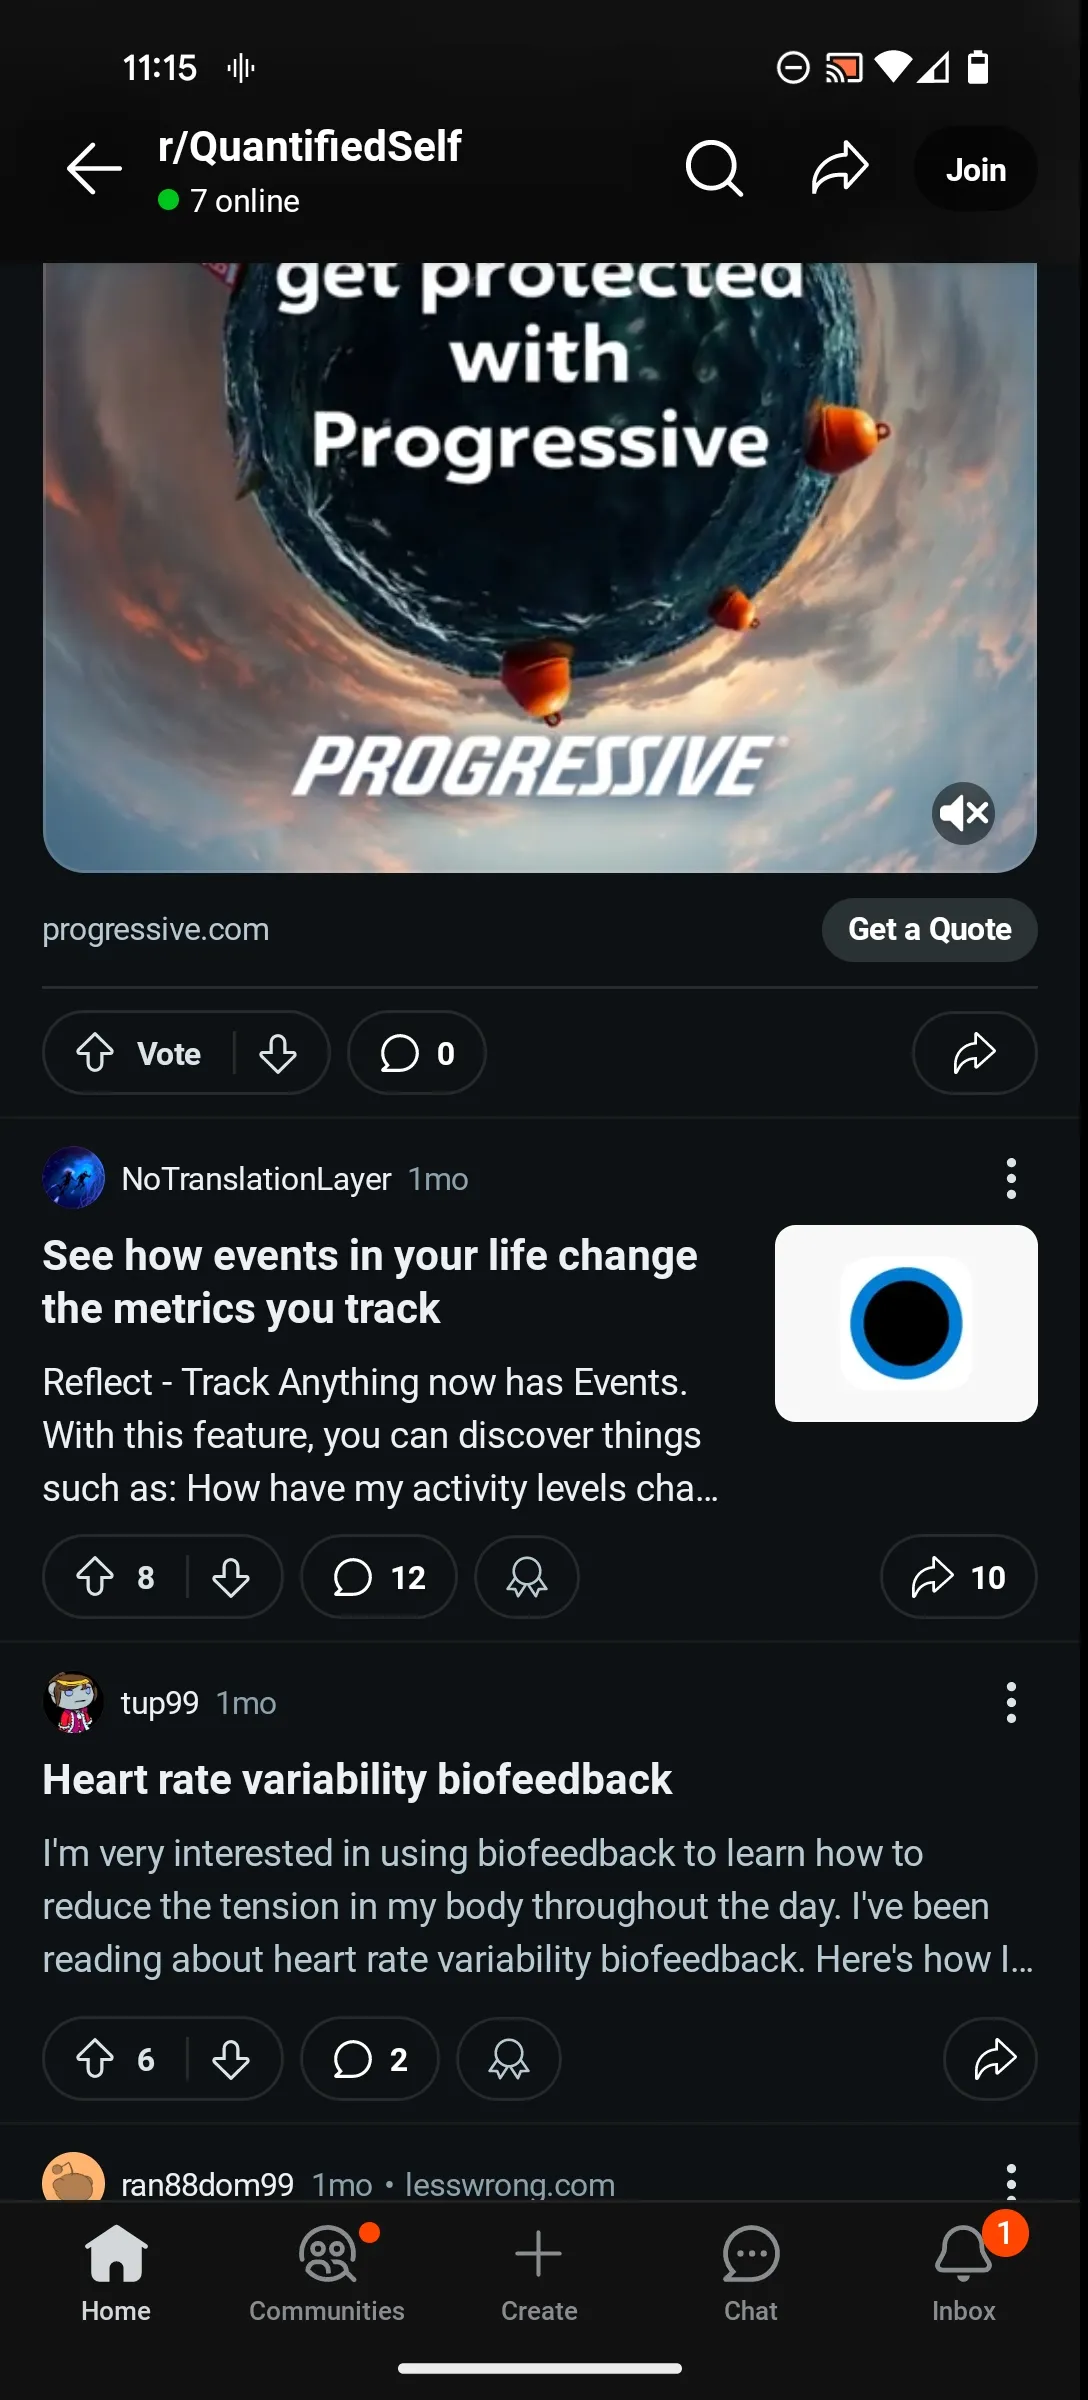 11:15
r/QuantifiedSelf
7 online
Join
get protected
with
Progressive
PROGRESSIVE
progressive.com
Get a Quote
Vote
0
NoTranslationLayer 1mo
See how events in your life change
the metrics you track
Reflect - Track Anything now has Events.
With this feature, you can discover things
such as: How have my activity levels cha...
8
12
10
tup99 1mo
Heart rate variability biofeedback
I'm very interested in using biofeedback to learn how to
reduce the tension in my body throughout the day. I've been
reading about heart rate variability biofeedback. Here's how I...
6
2
ran88dom99 1mo • lesswrong.com
Home
Communities
Create
Chat
1
Inbox